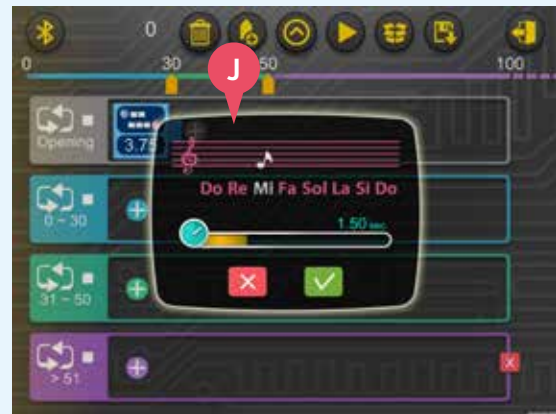 0
0 30 50 100
J
Opening
3.75
Do Re Mi Fa Sol La Si Do
1.50 sec
0 ~ 30
31 ~ 50
> 51
X